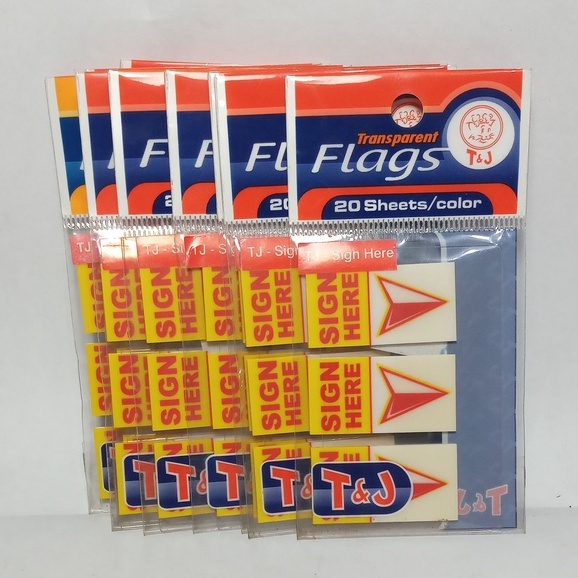 Transparent
Flags
T&J
20 Sheets/color
TJ - Sign Here
SIGN
HERE
SIGN
HERE
T&J
T&J